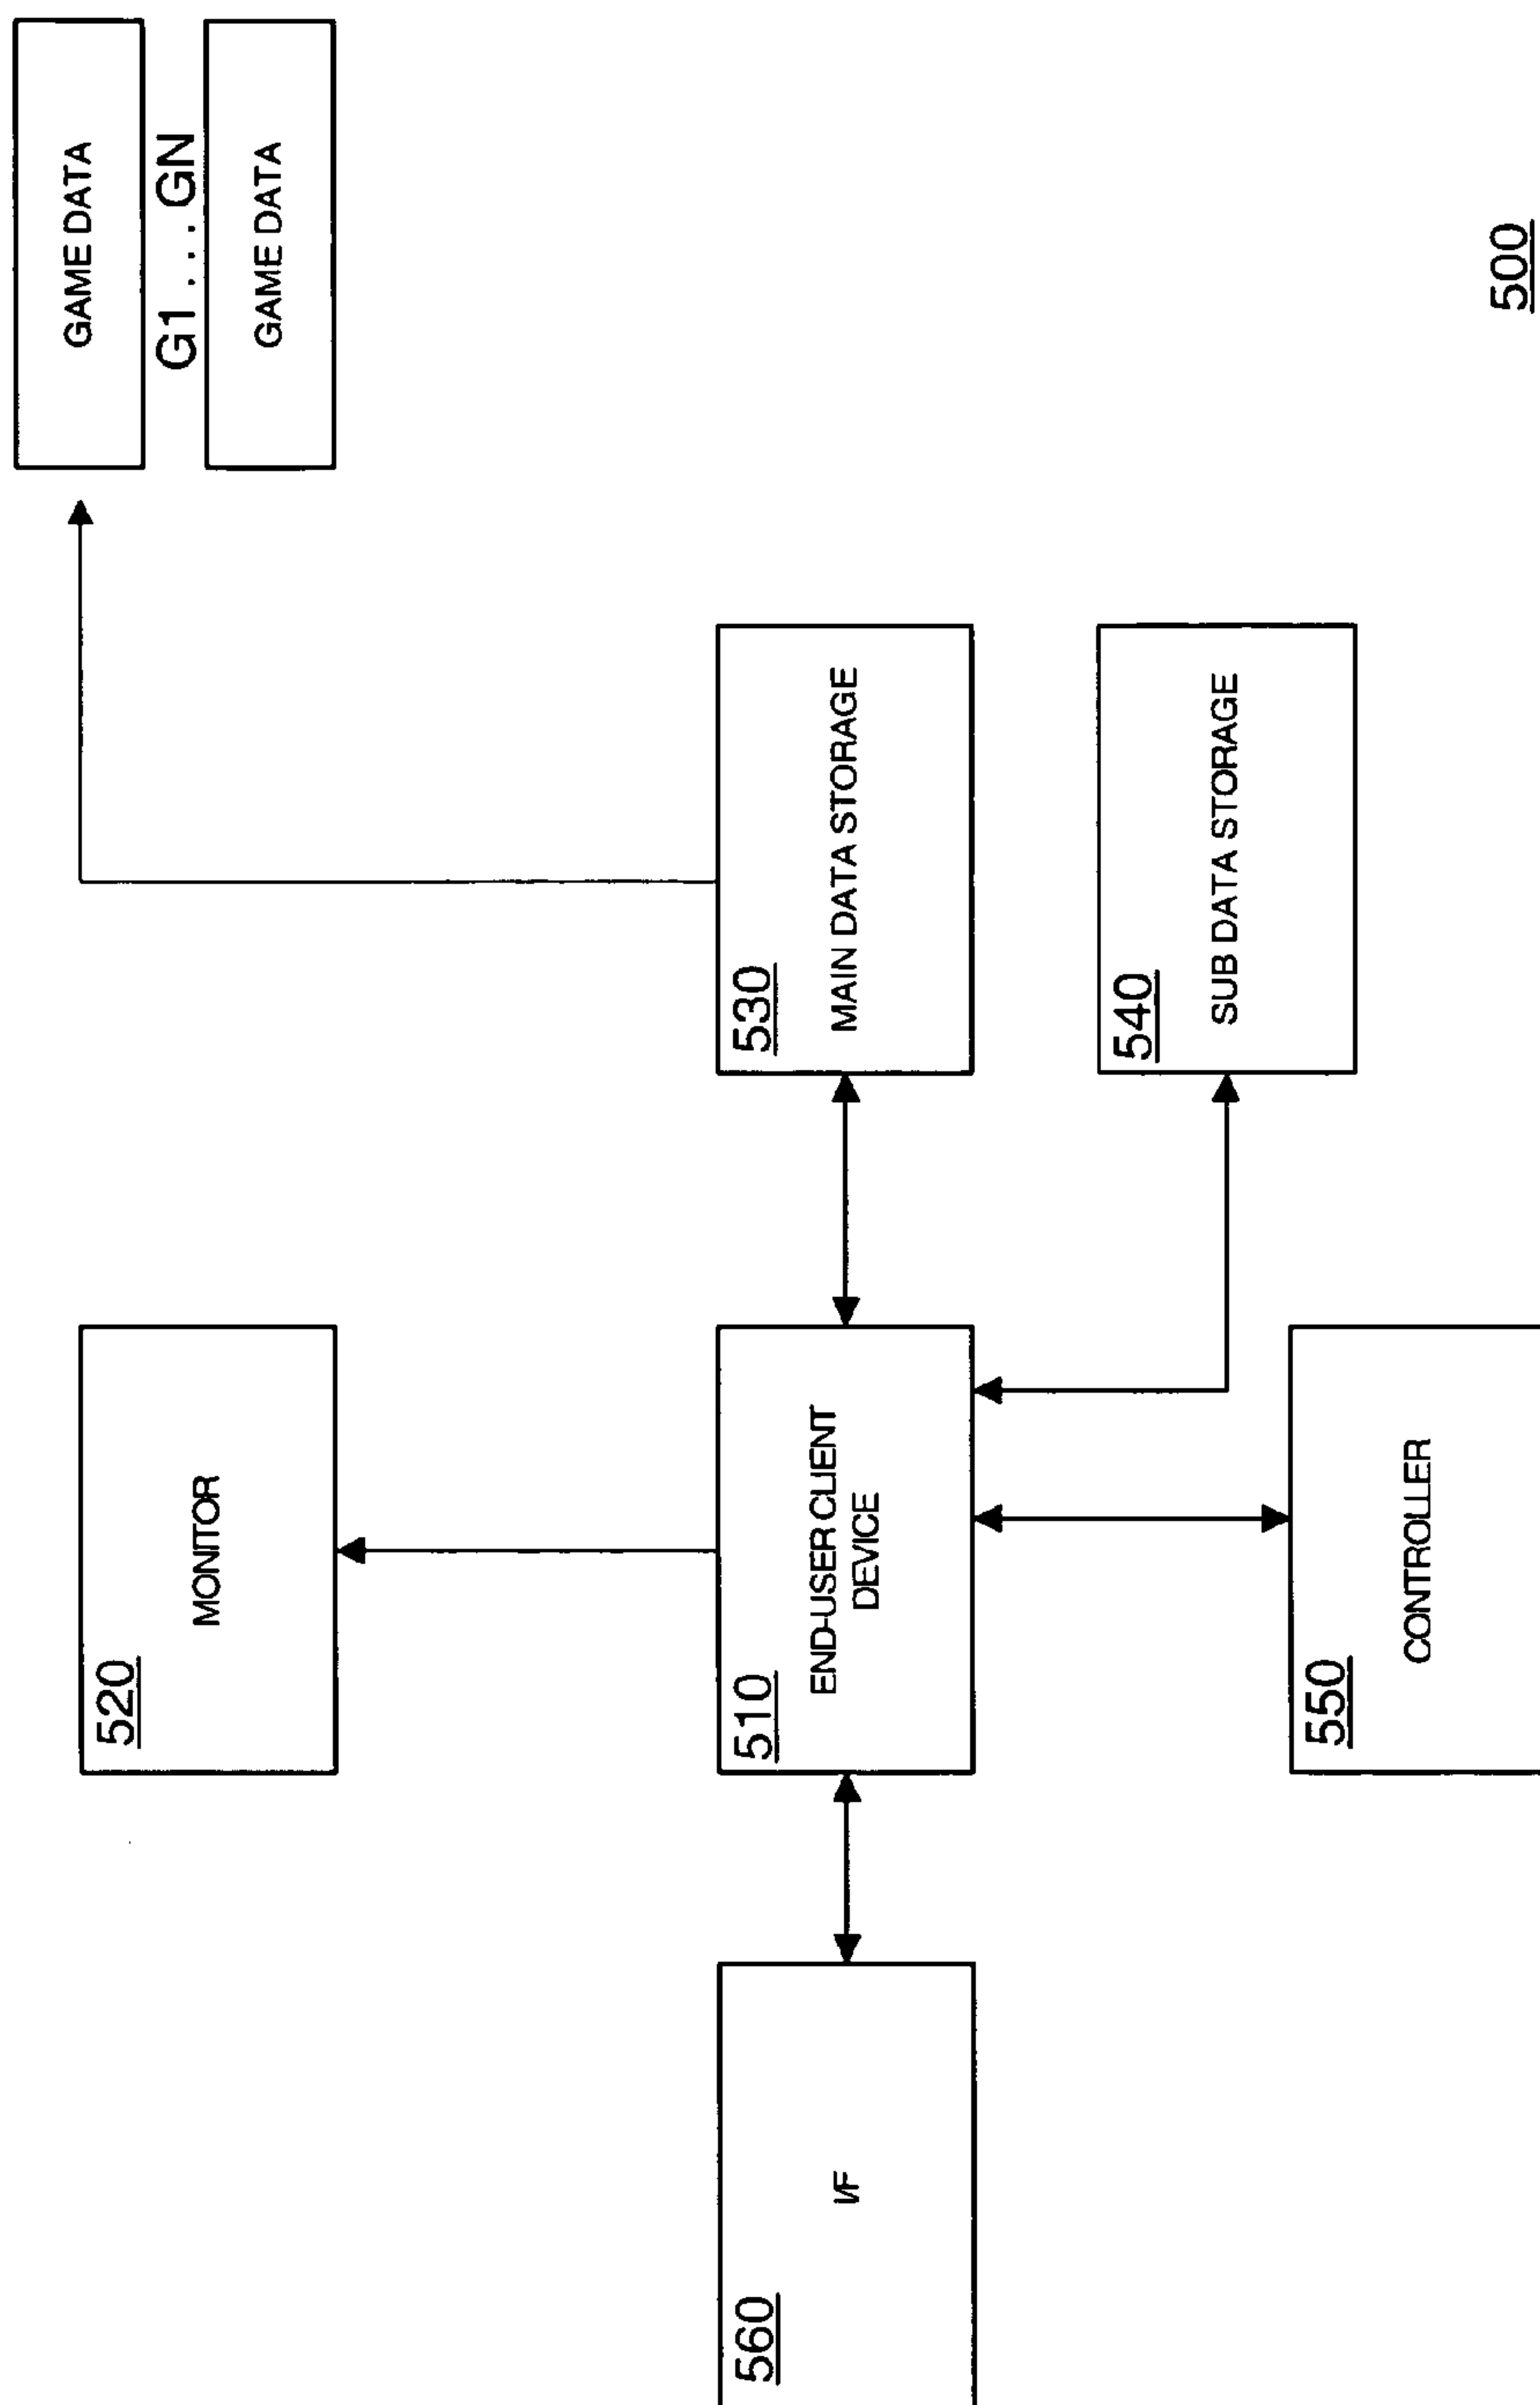 GAME DATA
G1 . . . . GN
GAME DATA
520
MONITOR
560
I/F
510
END-USER CLIENT
DEVICE
530
MAIN DATA STORAGE
540
SUB DATA STORAGE
550
CONTROLLER
500